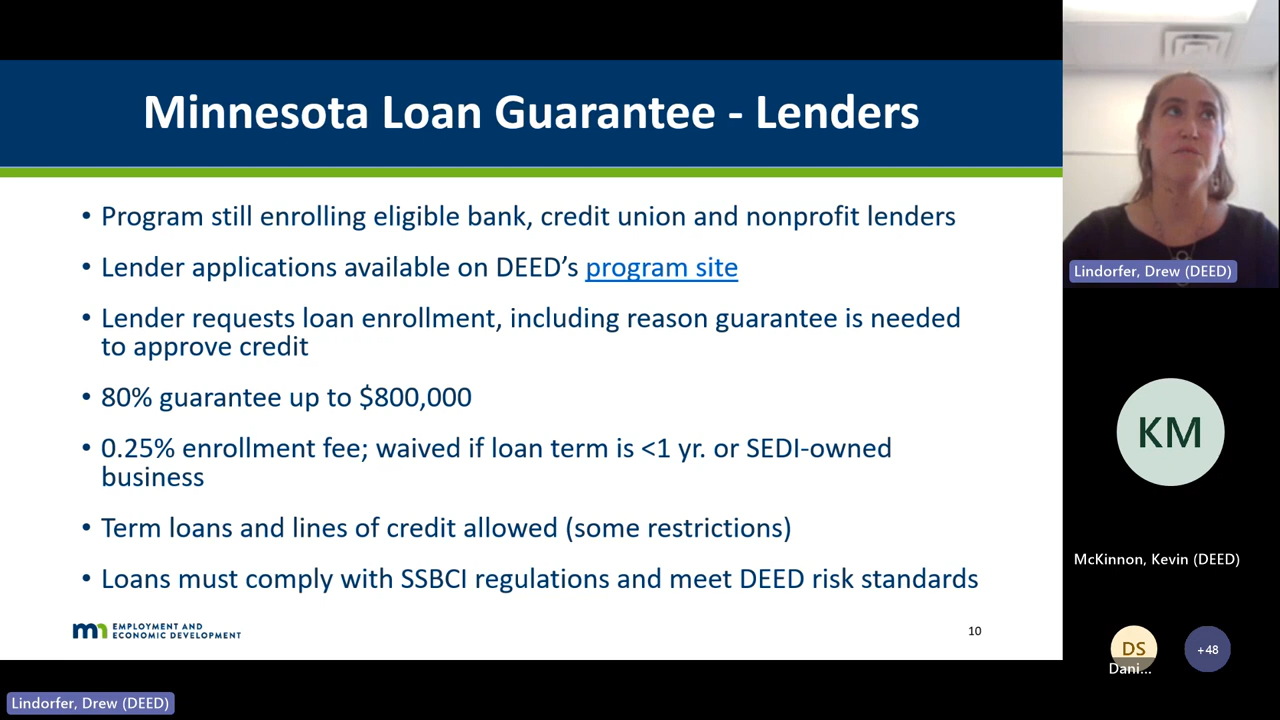 Minnesota Loan Guarantee - Lenders
• Program still enrolling eligible bank, credit union and nonprofit lenders
• Lender applications available on DEED's program site
• Lender requests loan enrollment, including reason guarantee is needed
to approve credit
• 80% guarantee up to $800,000
• 0.25% enrollment fee; waived if loan term is <1 yr. or SEDI-owned
business
• Term loans and lines of credit allowed (some restrictions)
• Loans must comply with SSBCI regulations and meet DEED risk standards
mn EMPLOYMENT AND
ECONOMIC DEVELOPMENT
10
Lindorfer, Drew (DEED)
KM
McKinnon, Kevin (DEED)
DS
Dani...
+48
Lindorfer, Drew (DEED)